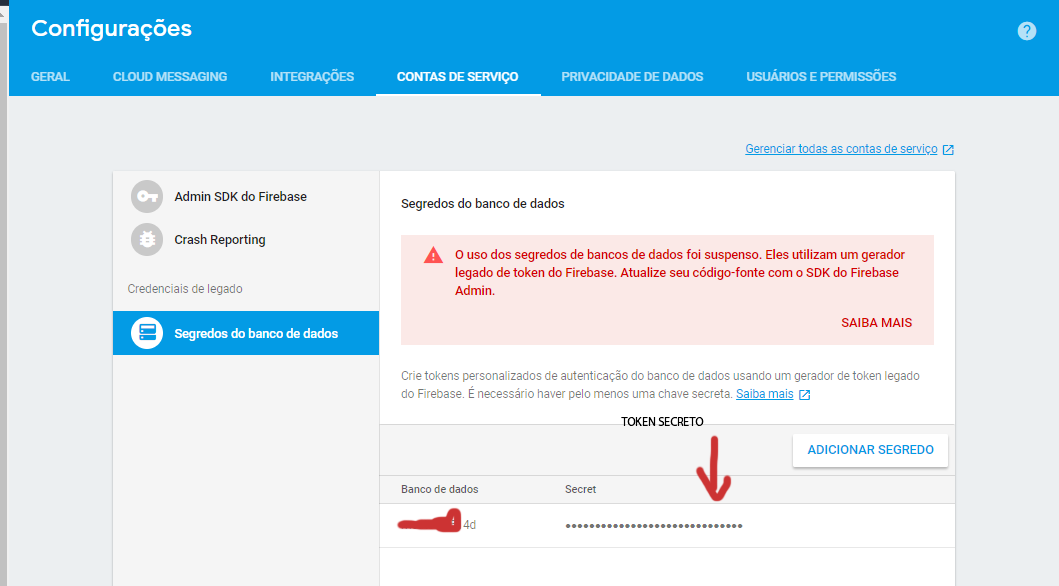 Configurações
?
GERAL CLOUD MESSAGING INTEGRAÇÕES CONTAS DE SERVIÇO PRIVACIDADE DE DADOS USUÁRIOS E PERMISSÕES
Gerenciar todas as contas de serviço
Admin SDK do Firebase
Crash Reporting
Credenciais de legado
Segredos do banco de dados
Segredos do banco de dados
O uso dos segredos de bancos de dados foi suspenso. Eles utilizam um gerador
legado de token do Firebase. Atualize seu código-fonte com o SDK do Firebase
Admin.
SAIBA MAIS
Crie tokens personalizados de autenticação do banco de dados usando um gerador de token legado
do Firebase. É necessário haver pelo menos uma chave secreta. Saiba mais
TOKEN SECRETO
ADICIONAR SEGREDO
Banco de dados Secret
4d ••••••••••••••••••••••••••••••